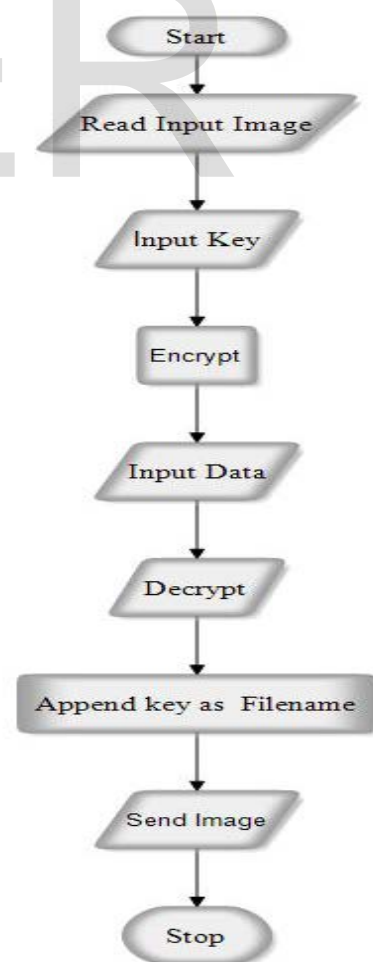 Start
Read Input Image
Input Key
Encrypt
Input Data
Decrypt
Append key as Filename
Send Image
Stop